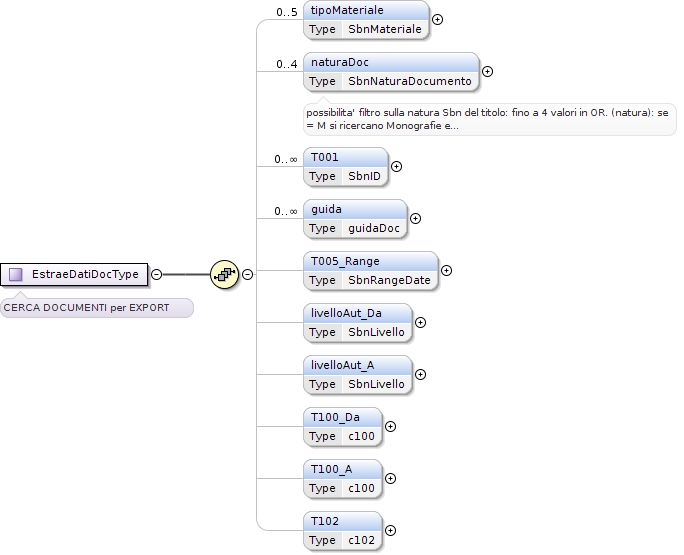 0..5
tipoMateriale
Type SbnMateriale
0..4
naturaDoc
Type SbnNaturaDocumento
possibilita' filtro sulla natura Sbn del titolo: fino a 4 valori in OR. (natura): se
= M si ricercano Monografie e...
0..∞
T001
Type SbnID
0..∞
guida
Type guidaDoc
EstraeDatiDocType
CERCA DOCUMENTI per EXPORT
T005_Range
Type SbnRangeDate
livelloAut_Da
Type SbnLivello
livelloAut_A
Type SbnLivello
T100_Da
Type c100
T100_A
Type c100
T102
Type c102